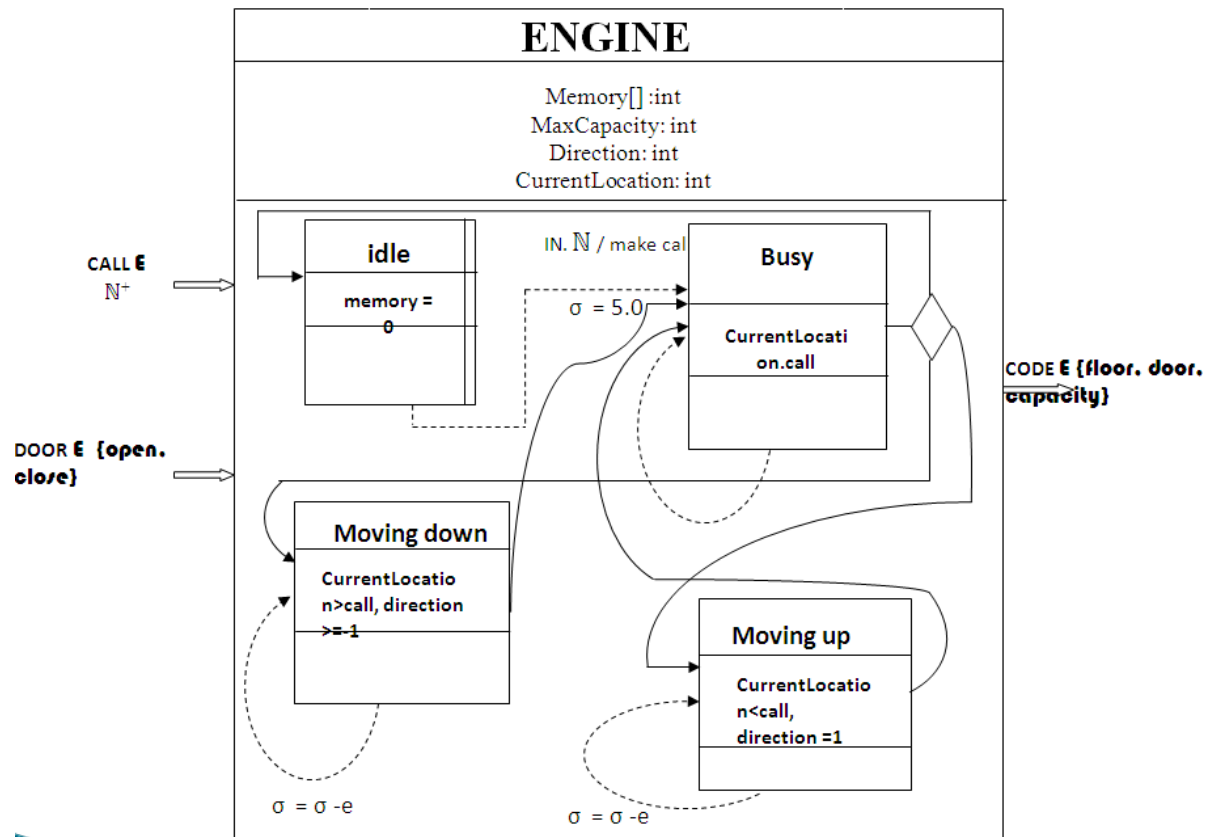 ENGINE
Memory[] :int
MaxCapacity: int
Direction: int
CurrentLocation: int
CALL E
ℕ⁺
idle
memory =
0
IN. ℕ / make cal
σ = 5.0
Busy
CurrentLocati
on.call
CODE E {floor. door.
capacity}
DOOR E {open.
close}
Moving down
CurrentLocatio
n>call, direction
>=-1
σ = σ -e
Moving up
CurrentLocatio
n<call,
direction =1
σ = σ -e